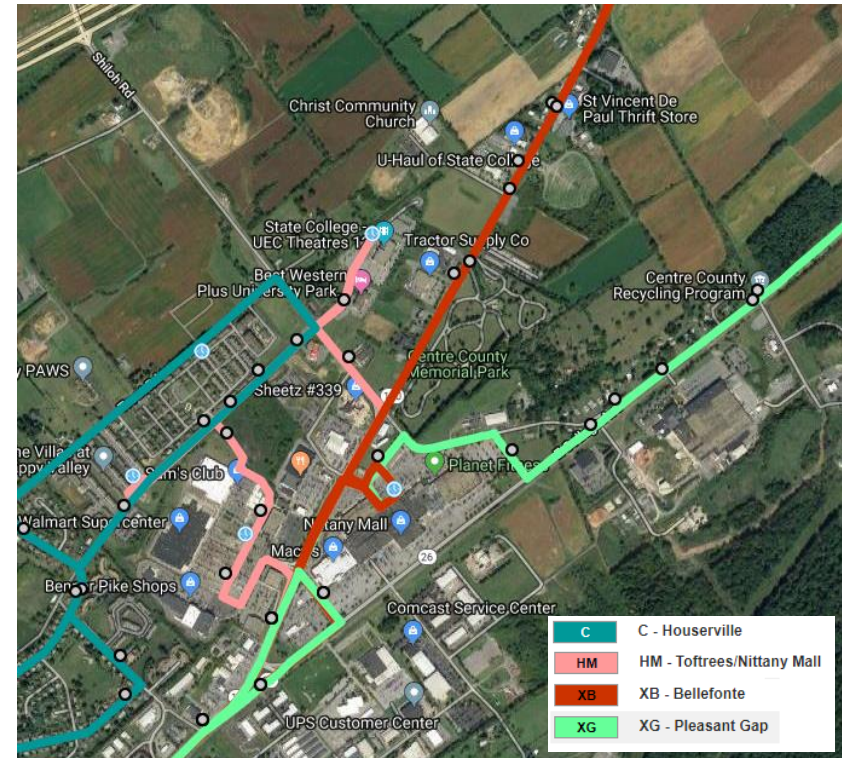 Shiloh Rd
Christ Community
Church
St Vincent De
Paul Thrift Store
U-Haul of State College
State College -
UEC Theatres 1
Tractor Supply Co
Best Western
Plus University Park
Centre County
Recycling Program
Centre County
Memorial Park
PAWS
Sheetz #339
Planet Fitness
Sam's Club
Walmart Supercenter
Nittany Mall
26
Benner Pike Shops
Comcast Service Center
UPS Customer Center
C C - Houserville
HM HM - Toftrees/Nittany Mall
XB XB - Bellefonte
XG XG - Pleasant Gap